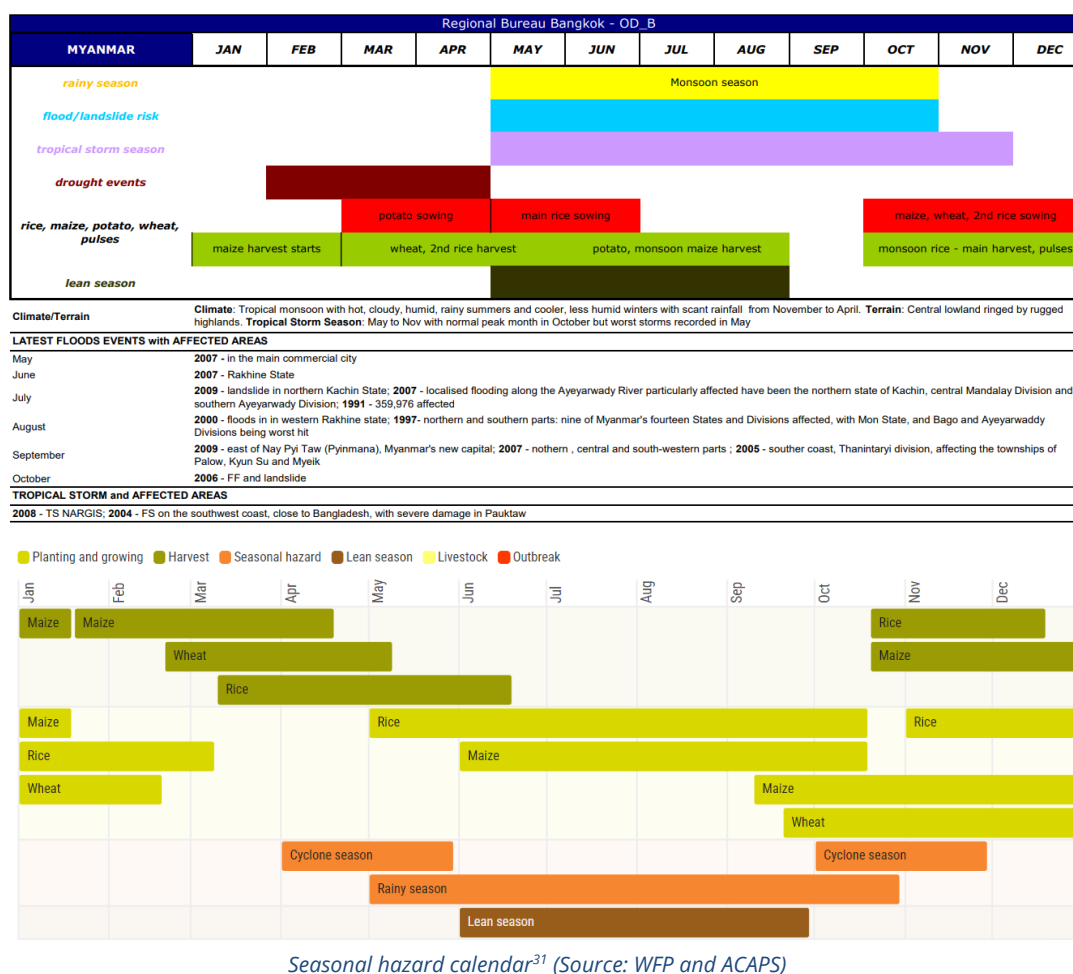 Regional Bureau Bangkok - OD_B
MYANMAR JAN FEB MAR APR MAY JUN JUL AUG SEP OCT NOV DEC
rainy season Monsoon season
flood/landslide risk
tropical storm season
drought events
rice, maize, potato, wheat,
pulses
potato sowing main rice sowing maize, wheat, 2nd rice sowing
maize harvest starts wheat, 2nd rice harvest potato, monsoon maize harvest monsoon rice - main harvest, pulses
lean season
Climate/Terrain
Climate: Tropical monsoon with hot, cloudy, humid, rainy summers and cooler, less humid winters with scant rainfall from November to April. Terrain: Central lowland ringed by rugged
highlands. Tropical Storm Season: May to Nov with normal peak month in October but worst storms recorded in May
LATEST FLOODS EVENTS with AFFECTED AREAS
May 2007 - in the main commercial city
June 2007 - Rakhine State
July 2009 - landslide in northern Kachin State; 2007 - localised flooding along the Ayeyarwady River particularly affected have been the northern state of Kachin, central Mandalay Division and
southern Ayeyarwady Division; 1991 - 359,976 affected
August 2000 - floods in in western Rakhine state; 1997- northern and southern parts: nine of Myanmar's fourteen States and Divisions affected, with Mon State, and Bago and Ayeyarwaddy
Divisions being worst hit
September 2009 - east of Nay Pyi Taw (Pyinmana), Myanmar's new capital; 2007 - nothern , central and south-western parts ; 2005 - souther coast, Thanintaryi division, affecting the townships of
Palow, Kyun Su and Myeik
October 2006 - FF and landslide
TROPICAL STORM and AFFECTED AREAS
2008 - TS NARGIS; 2004 - FS on the southwest coast, close to Bangladesh, with severe damage in Pauktaw
Planting and growing Harvest Seasonal hazard Lean season Livestock Outbreak
Jan Feb Mar Apr May Jun Jul Aug Sep Oct Nov Dec
Maize Maize Rice
Wheat Maize
Rice
Maize Rice Rice
Rice Maize
Wheat Maize
Wheat
Cyclone season Cyclone season
Rainy season
Lean season
Seasonal hazard calendar31 (Source: WFP and ACAPS)